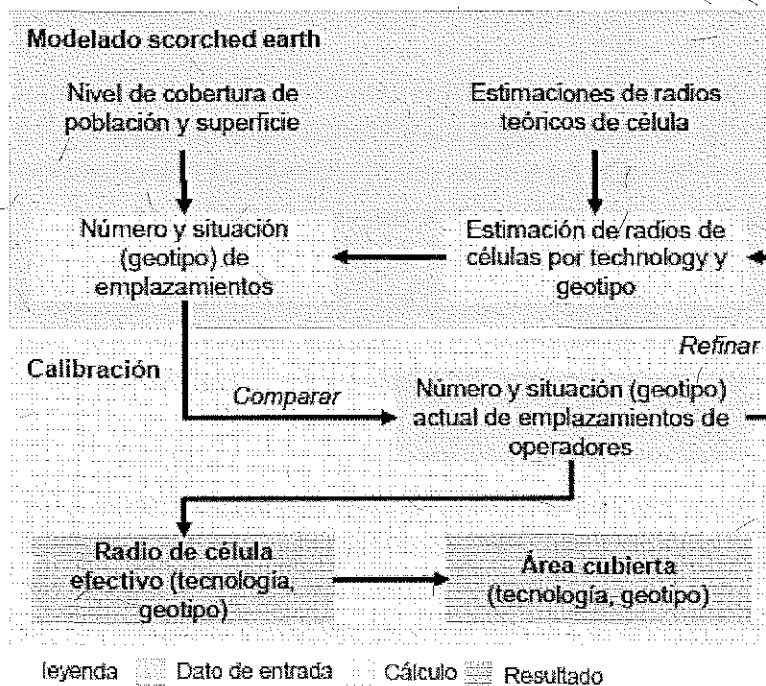 Modelado scorched earth
Nivel de cobertura de
población y superficie
Estimaciones de radios
teóricos de célula
Número y situación
(geotipo) de
emplazamientos
Estimación de radios de
células por technology y
geotipo
Refinar
Calibración
Comparar
Número y situación (geotipo)
actual de emplazamientos de
operadores
Radio de célula
efectivo (tecnología,
geotipo)
Área cubierta
(tecnología, geotipo)
leyenda Dato de entrada Cálculo Resultado